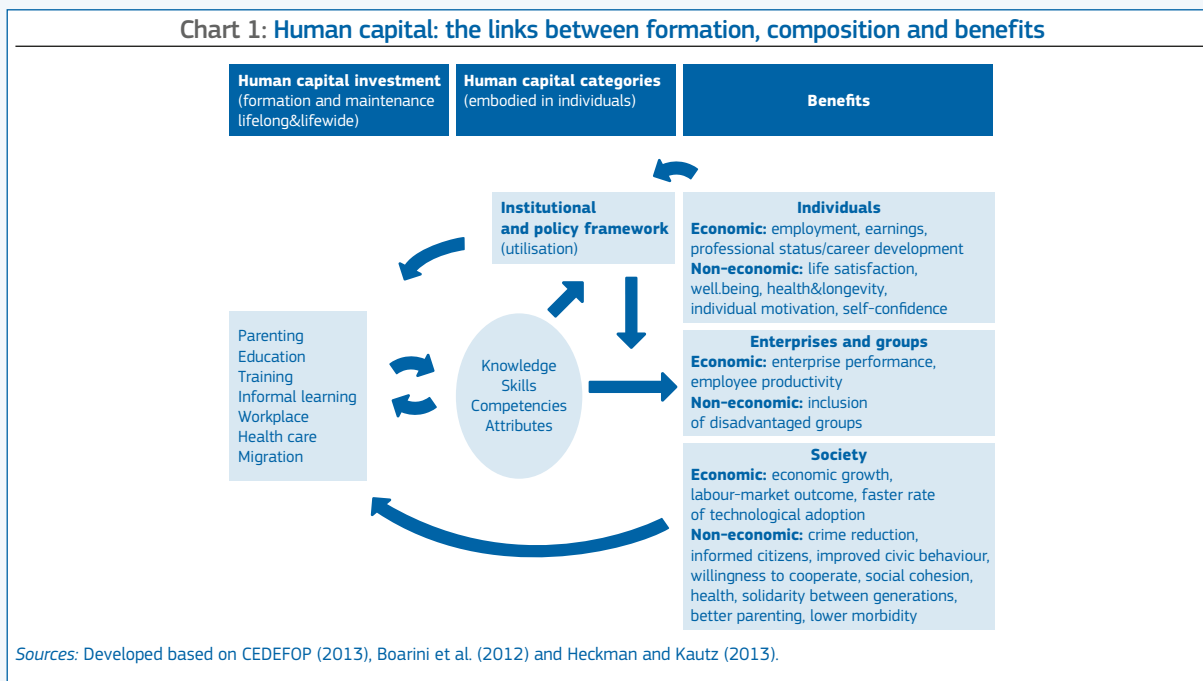 Chart 1: Human capital: the links between formation, composition and benefits
Human capital investment
(formation and maintenance
lifelong&lifewide)
Human capital categories
(embodied in individuals)
Benefits
Institutional
and policy framework
(utilisation)
Individuals
Economic: employment, earnings,
professional status/career development
Non-economic: life satisfaction,
well.being, health&longevity,
individual motivation, self-confidence
Parenting
Education
Training
Informal learning
Workplace
Health care
Migration
Knowledge
Skills
Competencies
Attributes
Enterprises and groups
Economic: enterprise performance,
employee productivity
Non-economic: inclusion
of disadvantaged groups
Society
Economic: economic growth,
labour-market outcome, faster rate
of technological adoption
Non-economic: crime reduction,
informed citizens, improved civic behaviour,
willingness to cooperate, social cohesion,
health, solidarity between generations,
better parenting, lower morbidity
Sources: Developed based on CEDEFOP (2013), Boarini et al. (2012) and Heckman and Kautz (2013).